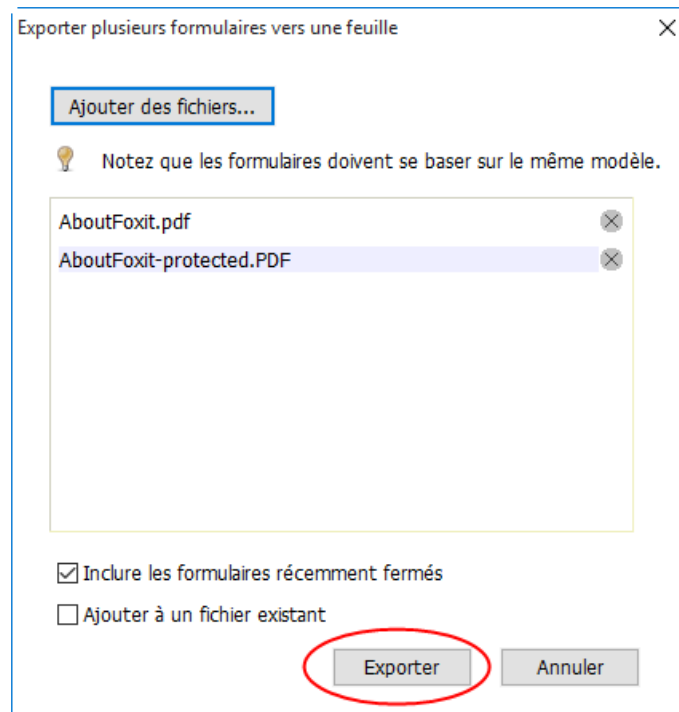 Exporter plusieurs formulaires vers une feuille
Ajouter des fichiers...
Notez que les formulaires doivent se baser sur le même modèle.
AboutFoxit.pdf
AboutFoxit-protected.PDF
Inclure les formulaires récemment fermés
Ajouter à un fichier existant
Exporter Annuler